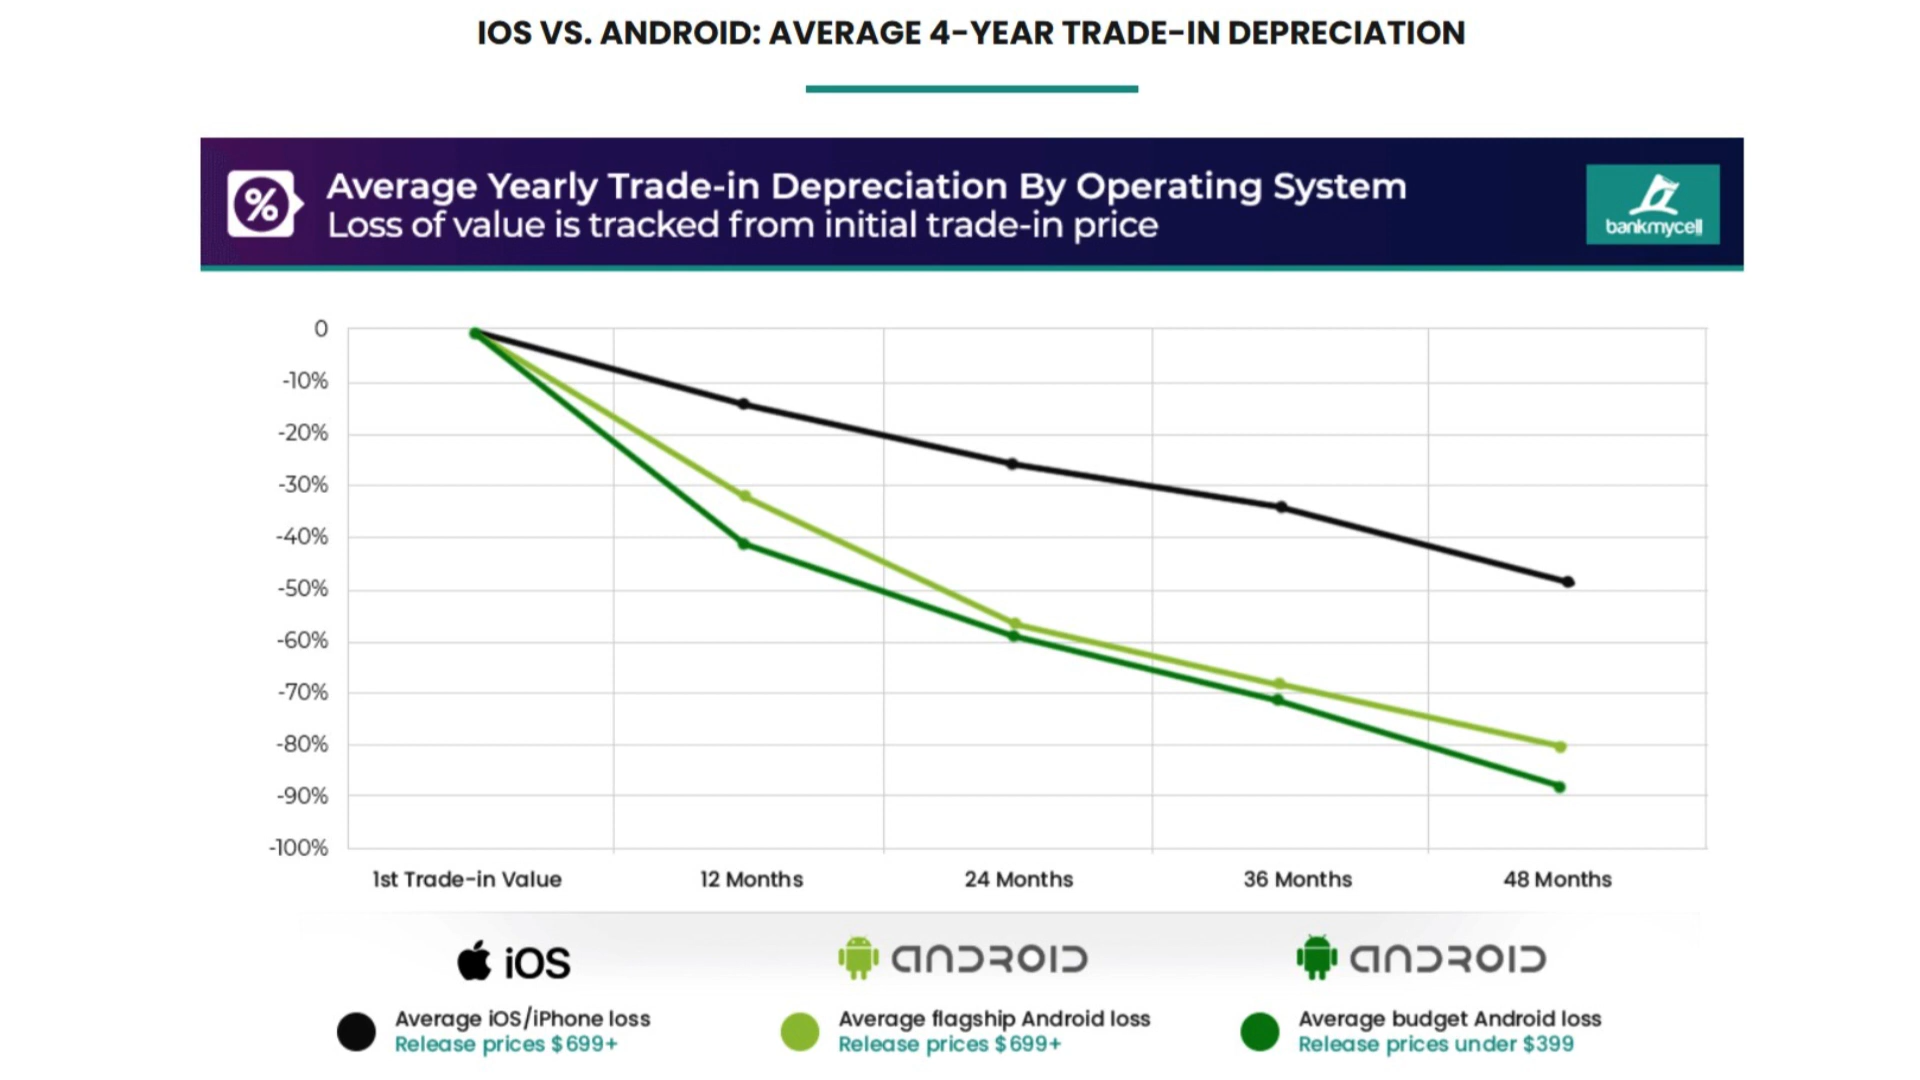 IOS VS. ANDROID: AVERAGE 4-YEAR TRADE-IN DEPRECIATION
%
Average Yearly Trade-in Depreciation By Operating System
Loss of value is tracked from initial trade-in price
bankmycell
0
-10%
-20%
-30%
-40%
-50%
-60%
-70%
-80%
-90%
-100%
1st Trade-in Value 12 Months 24 Months 36 Months 48 Months
iOS ANDROID ANDROID
Average iOS/iPhone loss
Release prices $699+
Average flagship Android loss
Release prices $699+
Average budget Android loss
Release prices under $399